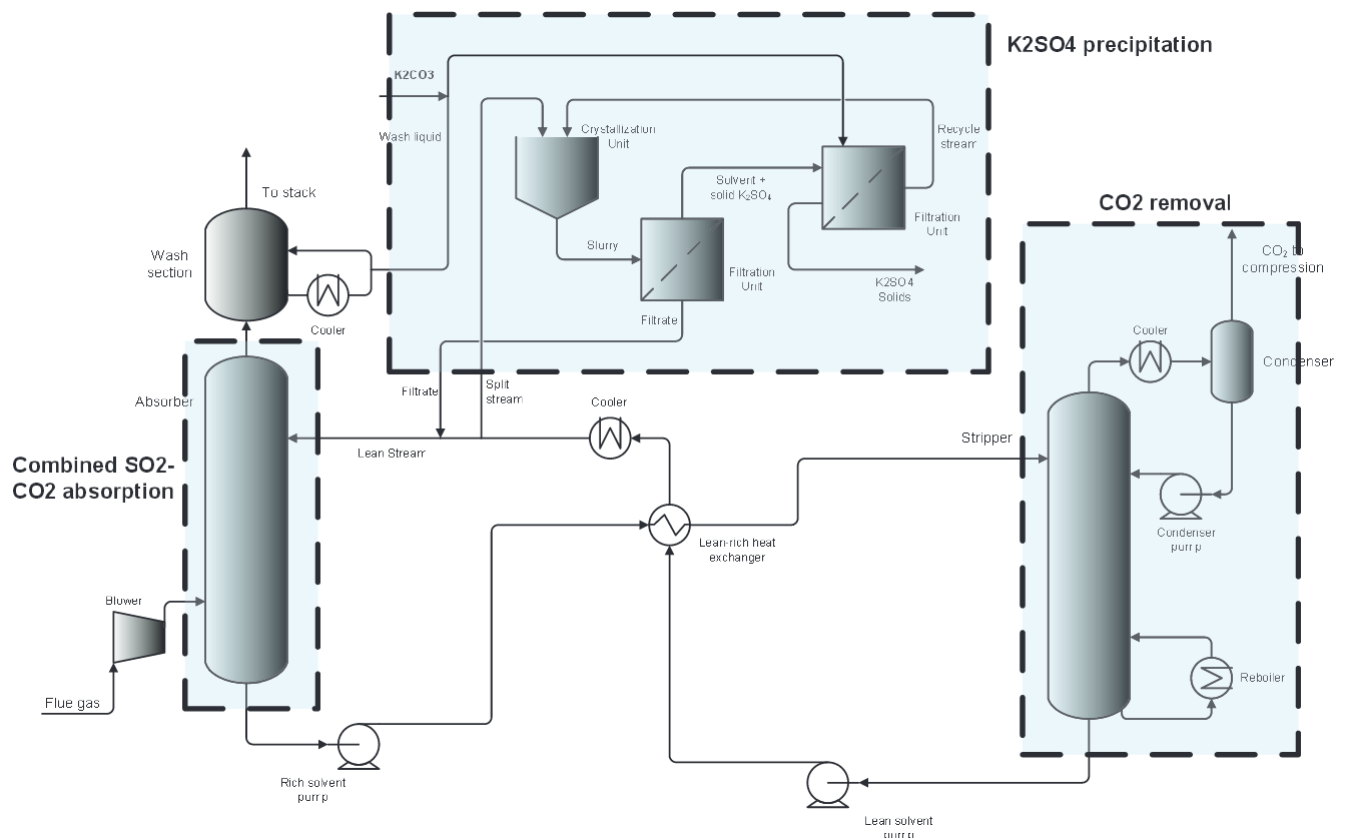 K2SO4 precipitation
K2CO3
Wash liquid
Crystallization
Unit
Recycle
stream
To stack
Solvent +
solid K₂SO₄
Filtration
Unit
CO2 removal
Wash
section
Slurry
Filtration
Unit
K2SO4
Solids
CO₂ to
compression
Cooler
Filtrate
Cooler
Condenser
Absorber
Filtrate
Split
stream
Cooler
Lean Stream
Stripper
Combined SO2-
CO2 absorption
Lean-rich heat
exchanger
Condenser
pump
Blower
Reboiler
Flue gas
Rich solvent
pump
Lean solvent
pump